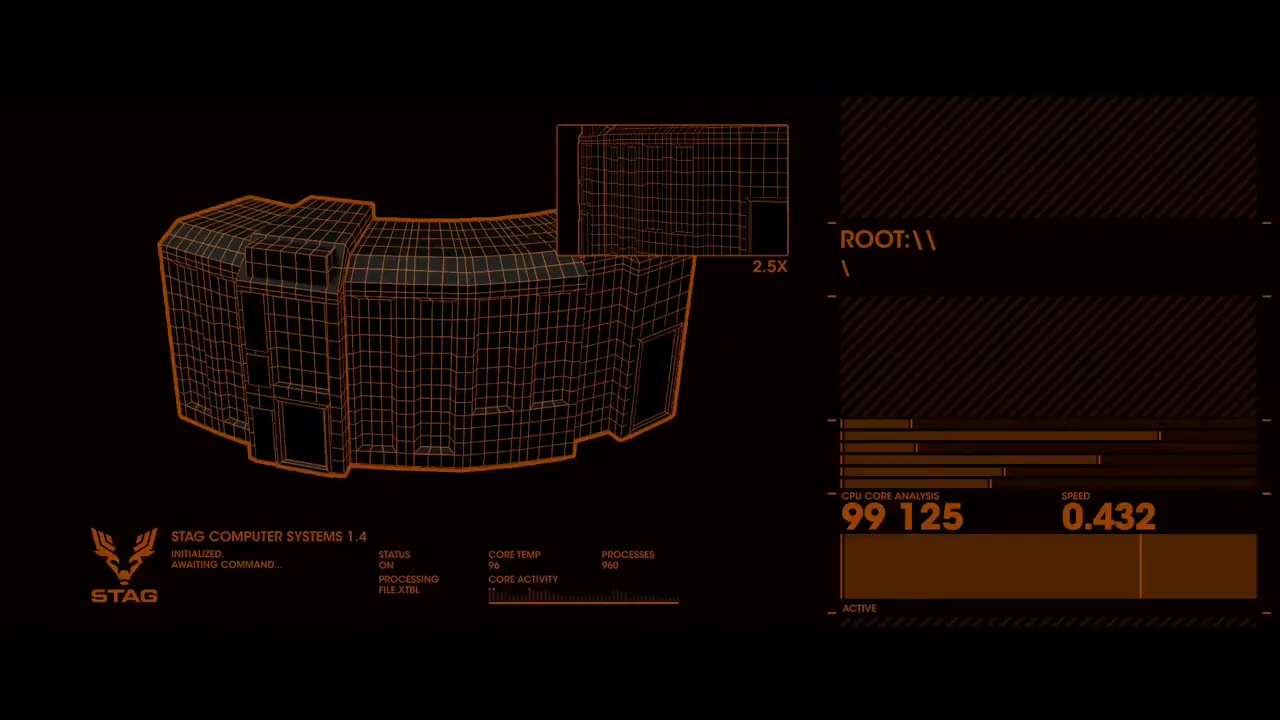 2.5X
ROOT:\\
\
CPU CORE ANALYSIS
99 125
SPEED
0.432
ACTIVE
STAG
STAG COMPUTER SYSTEMS 1.4
INITIALIZED.
AWAITING COMMAND...
STATUS
ON
PROCESSING
FILE.XTBL
CORE TEMP
96
CORE ACTIVITY
PROCESSES
960